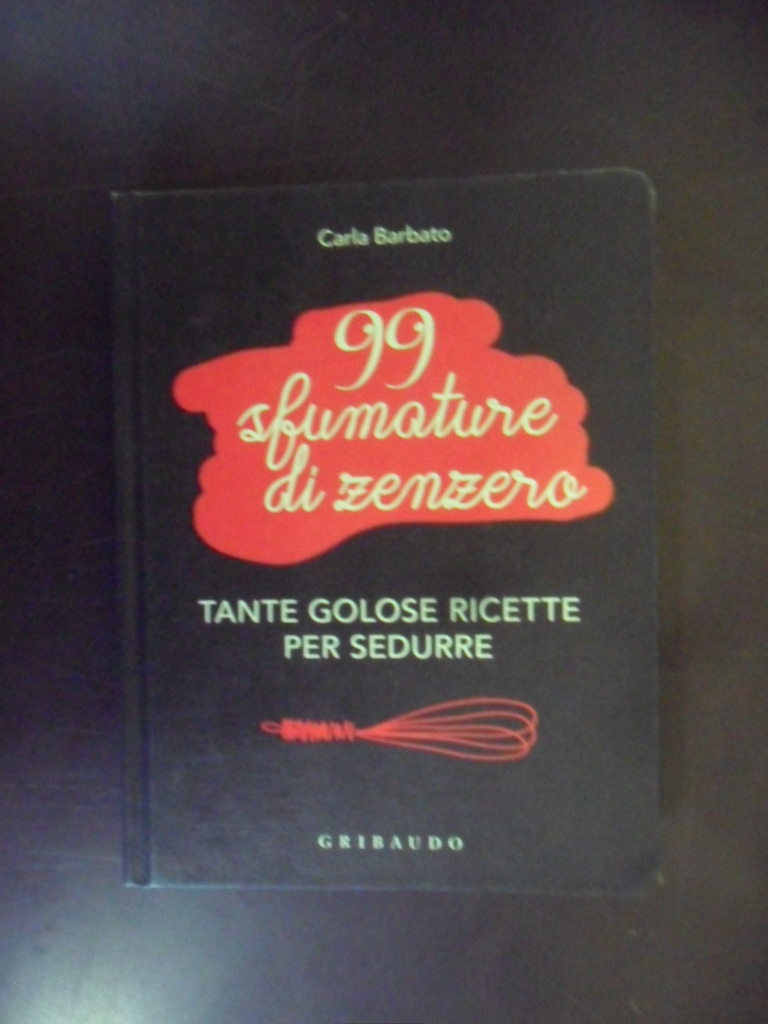 Carla Barbato
99
sfumature
di zenzero
TANTE GOLOSE RICETTE
PER SEDURRE
GRIBAUDO